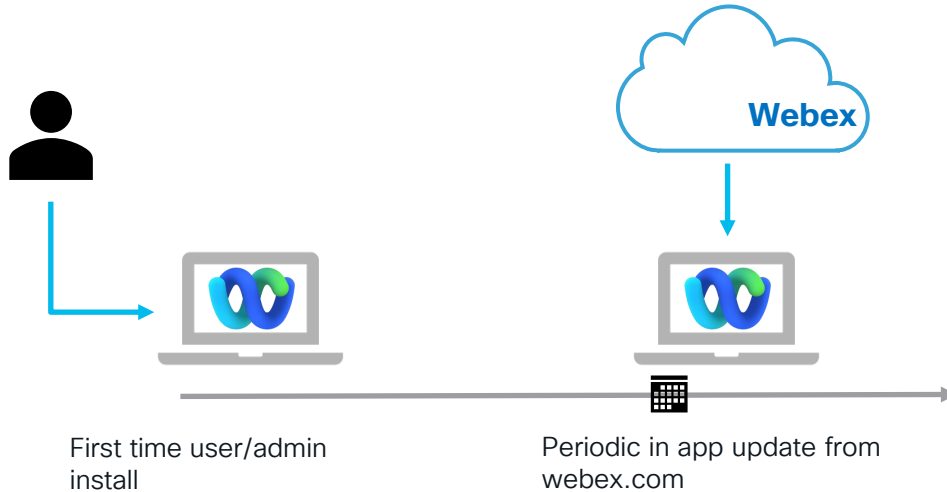 Webex
First time user/admin
install
Periodic in app update from
webex.com